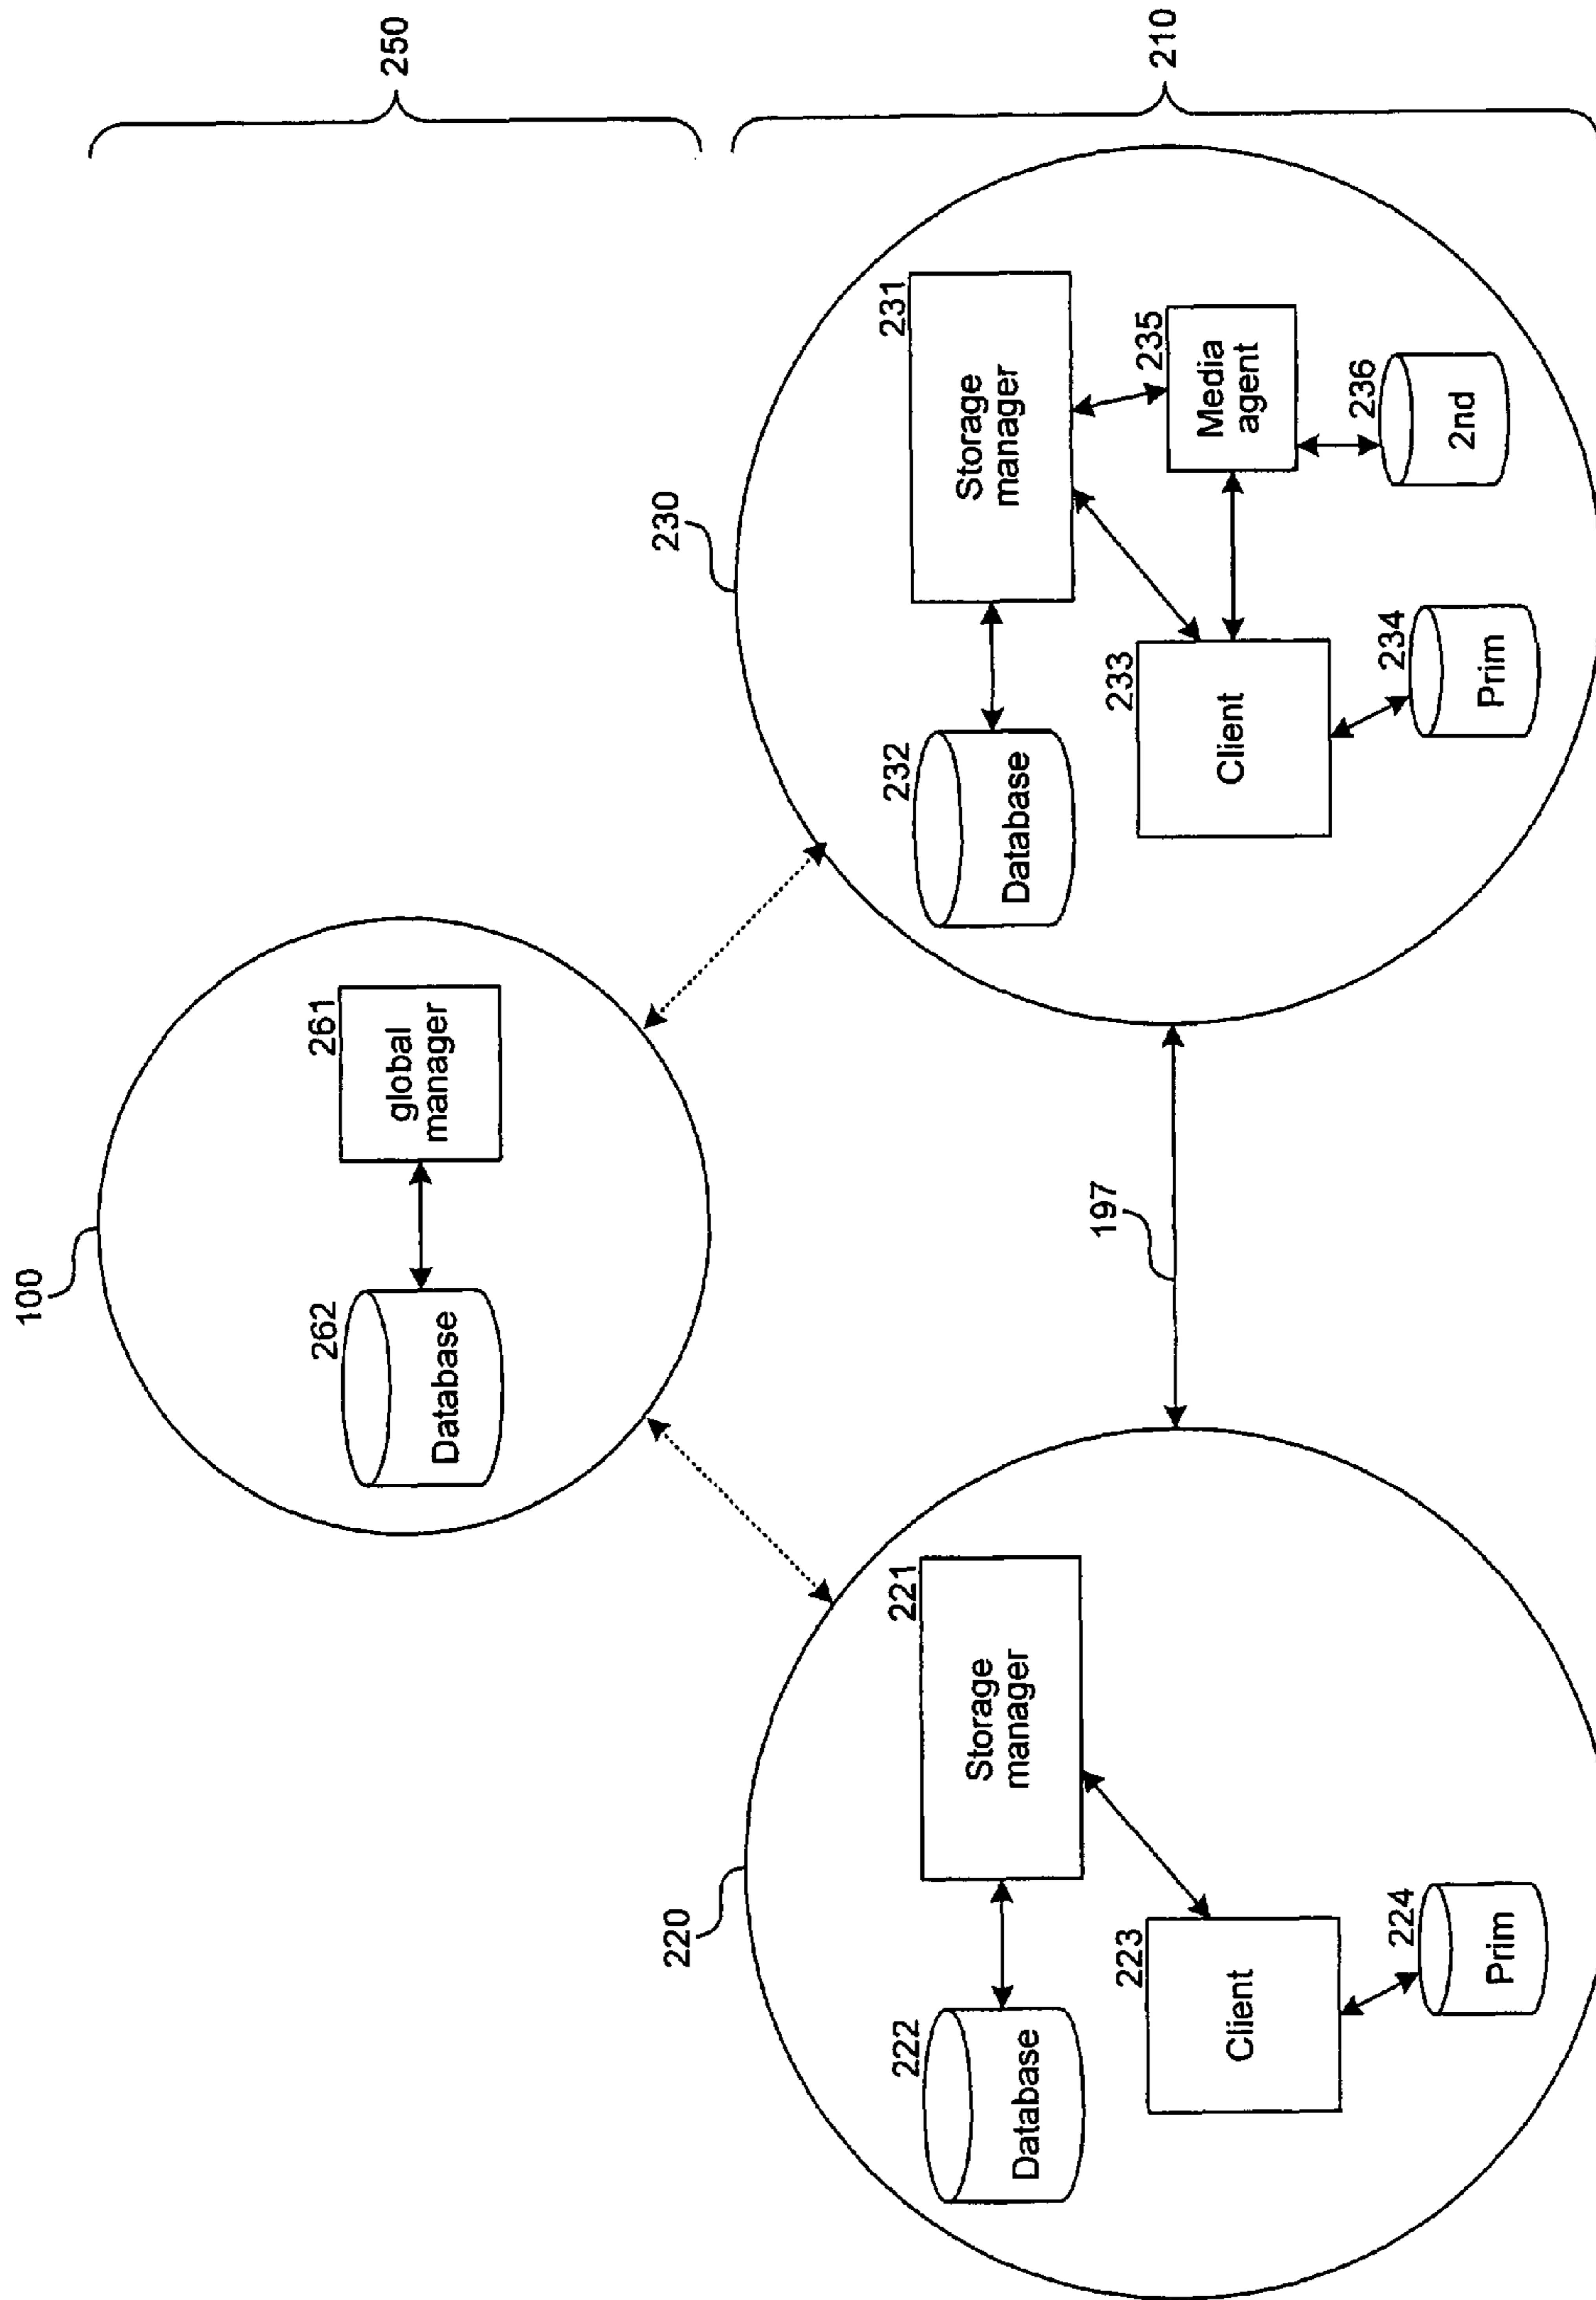 100
250
262
Database
261
global
manager
220
230
210
197
222
Database
221
Storage
manager
223
Client
224
Prim
232
Database
231
Storage
manager
233
Client
235
Media
agent
234
Prim
236
2nd